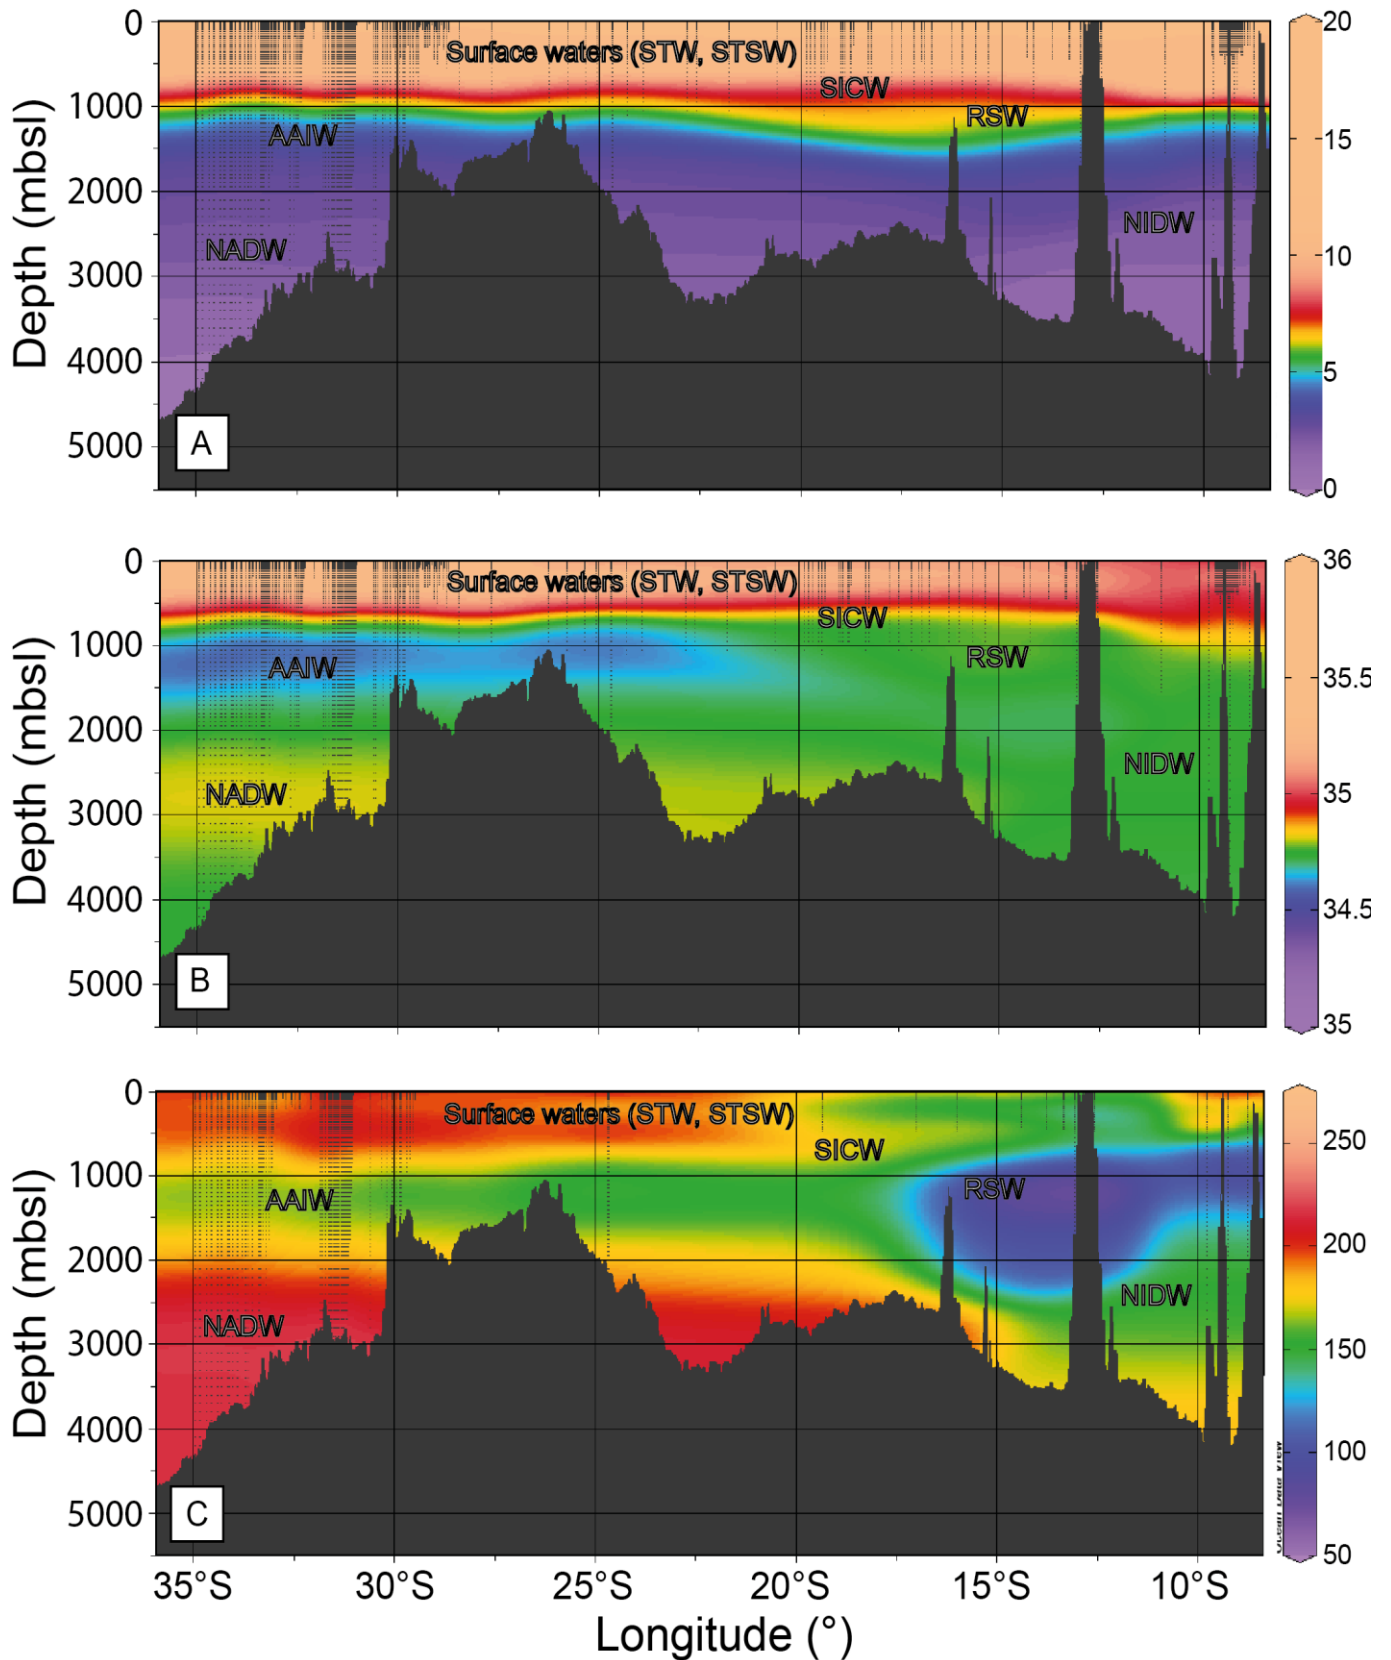 0
1000
2000
3000
4000
5000
Depth (mbsl)
Surface waters (STW, STSW)
SICW
RSW
AAIW
NADW
NIDW
A
20
15
10
5
0
0
1000
2000
3000
4000
5000
Depth (mbsl)
Surface waters (STW, STSW)
SICW
RSW
AAIW
NADW
NIDW
B
36
35.5
35
34.5
35
0
1000
2000
3000
4000
5000
Depth (mbsl)
Surface waters (STW, STSW)
SICW
RSW
AAIW
NADW
NIDW
C
250
200
150
100
50
Ocean Data View
35°S 30°S 25°S 20°S 15°S 10°S
Longitude (°)